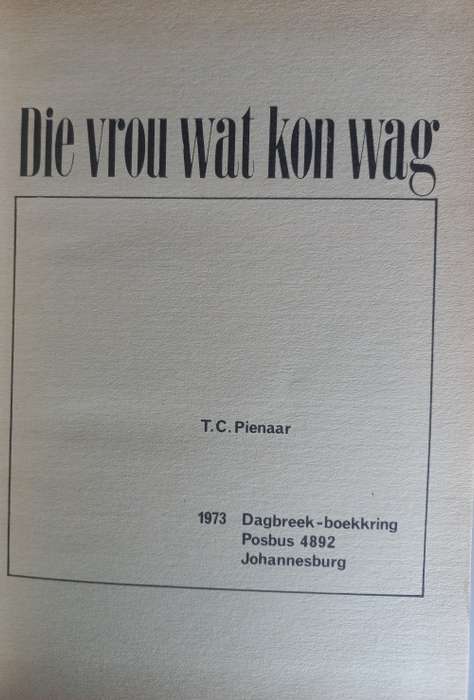 Die vrou wat kon wag
T.C. Pienaar
1973 Dagbreek-boekkring
Posbus 4892
Johannesburg